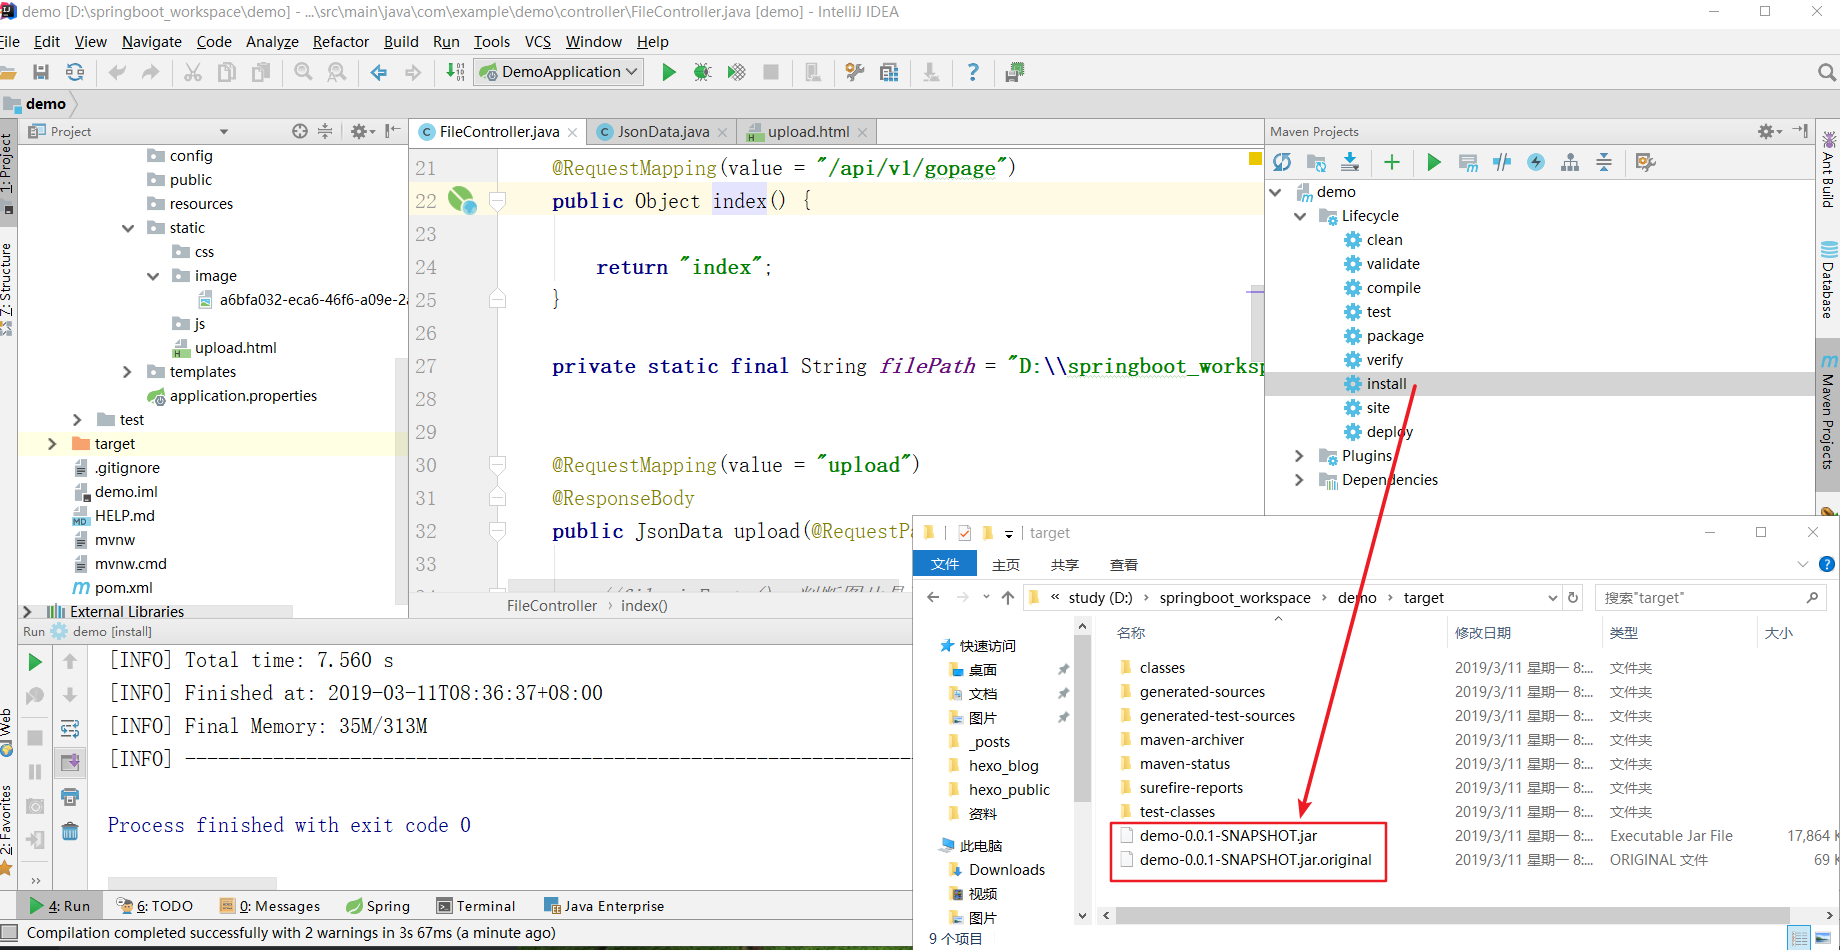 demo [D:\springboot_workspace\demo] - ...\src\main\java\com\example\demo\controller\FileController.java [demo] - IntelliJ IDEA
File Edit View Navigate Code Analyze Refactor Build Run Tools VCS Window Help
DemoApplication
demo
1: Project
Z: Structure
Web
2: Favorites
Project
config
public
resources
static
css
image
a6bfa032-eca6-46f6-a09e-2a
js
upload.html
templates
application.properties
test
target
.gitignore
demo.iml
HELP.md
mvnw
mvnw.cmd
pom.xml
External Libraries
FileController.java JsonData.java upload.html
21 @RequestMapping(value = "/api/v1/gopage")
22 public Object index() {
23
24 return "index";
25 }
26
27 private static final String filePath = "D:\\springboot_worksp
28
29
30 @RequestMapping(value = "upload")
31 @ResponseBody
32 public JsonData upload(@RequestPa
33
FileController › index()
Maven Projects
demo
Lifecycle
clean
validate
compile
test
package
verify
install
site
deploy
Plugins
Dependencies
Ant Build
Database
Maven Projects
Run demo [install]
[INFO] Total time: 7.560 s
[INFO] Finished at: 2019-03-11T08:36:37+08:00
[INFO] Final Memory: 35M/313M
[INFO] ------------------------------------------------------------------
Process finished with exit code 0
4: Run 6: TODO 0: Messages Spring Terminal Java Enterprise
Compilation completed successfully with 2 warnings in 3s 67ms (a minute ago)
target
文件 主页 共享 查看
« study (D:) › springboot_workspace › demo › target
搜索"target"
快速访问
桌面
文档
图片
_posts
hexo_blog
hexo_public
资料
此电脑
Downloads
视频
图片
名称 修改日期 类型 大小
classes 2019/3/11 星期一 8:... 文件夹
generated-sources 2019/3/11 星期一 8:... 文件夹
generated-test-sources 2019/3/11 星期一 8:... 文件夹
maven-archiver 2019/3/11 星期一 8:... 文件夹
maven-status 2019/3/11 星期一 8:... 文件夹
surefire-reports 2019/3/11 星期一 8:... 文件夹
test-classes 2019/3/11 星期一 8:... 文件夹
demo-0.0.1-SNAPSHOT.jar 2019/3/11 星期一 8:... Executable Jar File 17,864 K
demo-0.0.1-SNAPSHOT.jar.original 2019/3/11 星期一 8:... ORIGINAL 文件 69 K
9 个项目